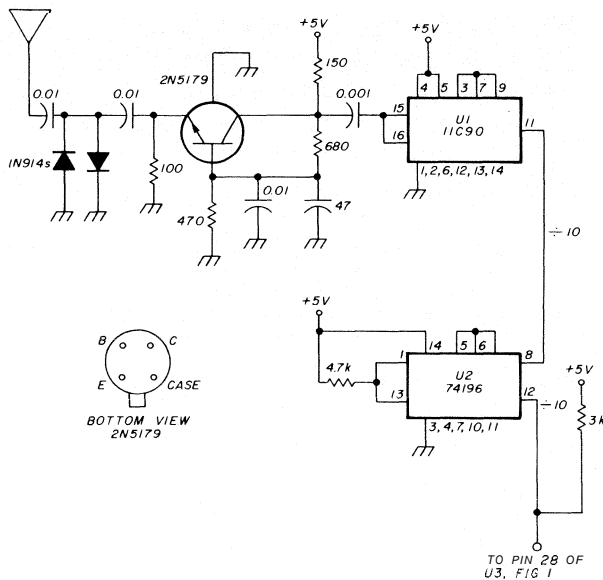 +5V
+5V
2N5179
150
0.01
0.01
0.001
4 5 3 7 9
15
U1
11
11C90
16
1N914s
680
100
1,2,6,12,13,14
0.01
470
47
÷10
+5V
14 5 6
+5V
B C
4.7k
1
8
U2
74196
12
E CASE
13
÷10
3k
BOTTOM VIEW
2N5179
3,4,7,10,11
TO PIN 28 OF
U3, FIG 1